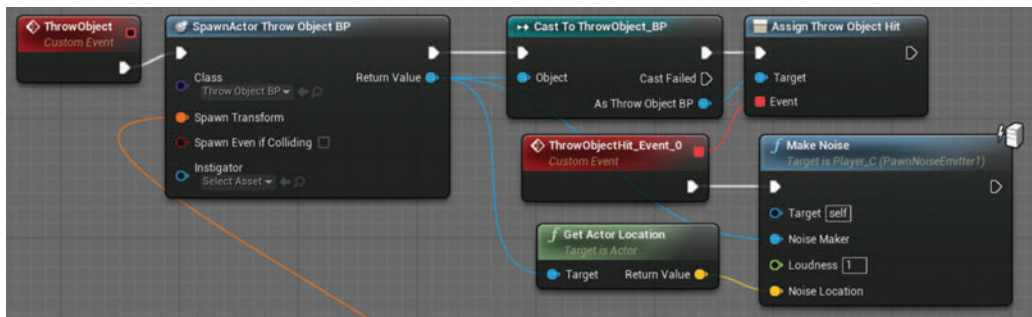 ThrowObject
Custom Event
SpawnActor Throw Object BP
Class
Throw Object BP
Return Value
Spawn Transform
Spawn Even if Colliding
Instigator
Select Asset
Cast To ThrowObject_BP
Object
Cast Failed
As Throw Object BP
Assign Throw Object Hit
Target
Event
ThrowObjectHit_Event_0
Custom Event
Get Actor Location
Target is Actor
Target
Return Value
Make Noise
Target is Player_C (PawnNoiseEmitter1)
Target self
Noise Maker
Loudness 1
Noise Location